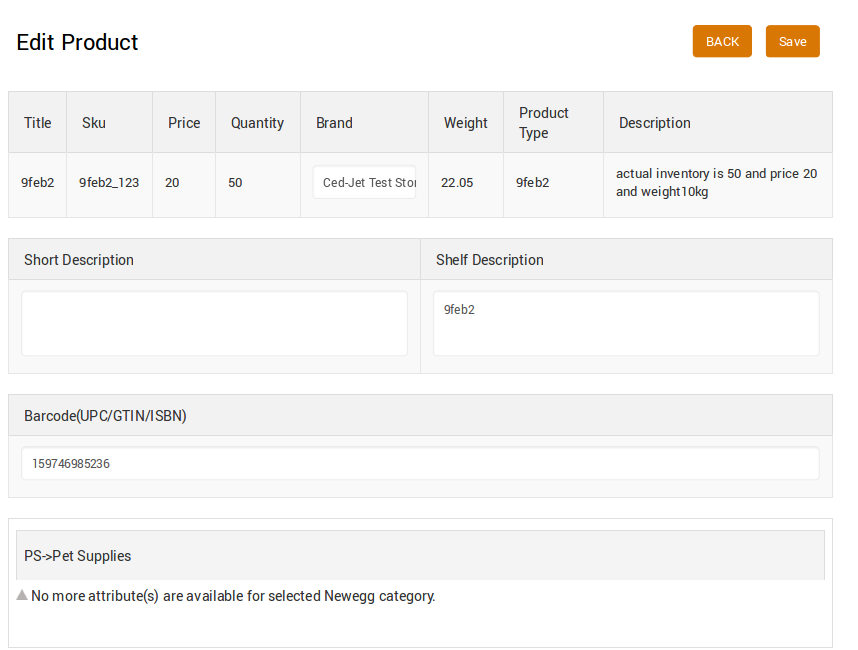 Edit Product
BACK
Save
Title
Sku
Price
Quantity
Brand
Weight
Product
Type
Description
9feb2
9feb2_123
20
50
Ced-Jet Test Stor
22.05
9feb2
actual inventory is 50 and price 20
and weight10kg
Short Description
Shelf Description
9feb2
Barcode(UPC/GTIN/ISBN)
159746985236
PS->Pet Supplies
No more attribute(s) are available for selected Newegg category.